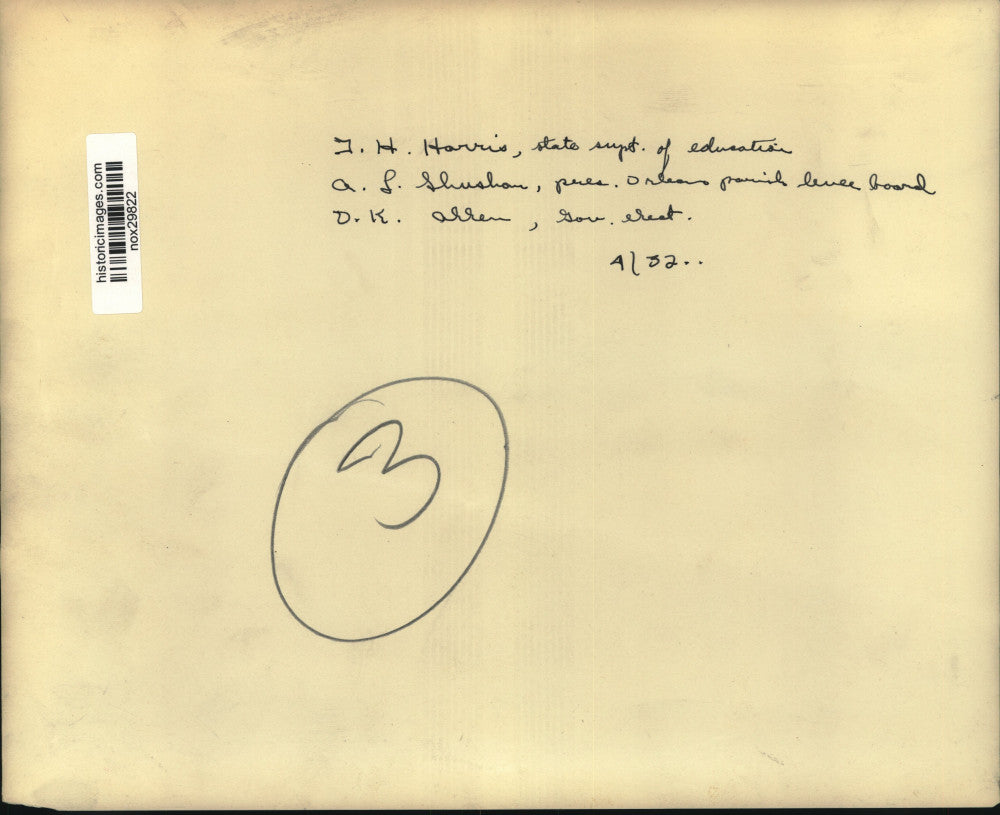 T. H. Harris, state supt. of education
A. L. Shushan, pres. Orleans parish levee board
O. K. Allen, Gov. elect.
4/32..
3
historicimages.com
nox29822